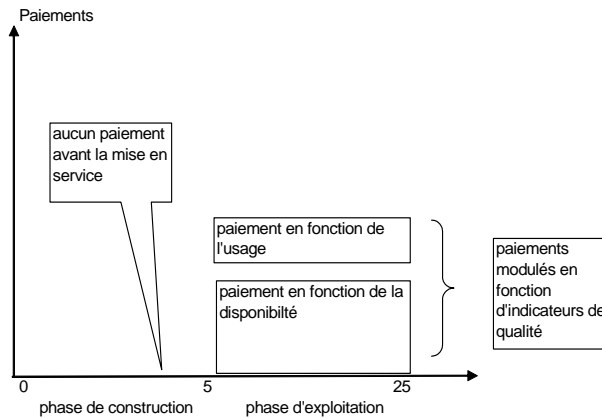 Paiements
aucun paiement
avant la mise en
service
paiement en fonction de
l'usage
paiement en fonction de la
disponibilté
paiements
modulés en
fonction
d'indicateurs de
qualité
0
5
25
phase de construction
phase d'exploitation